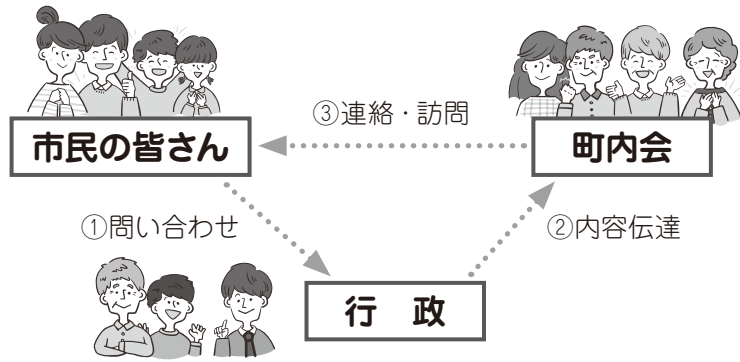 ③連絡・訪問
市民の皆さん
町内会
①問い合わせ
②内容伝達
行 政